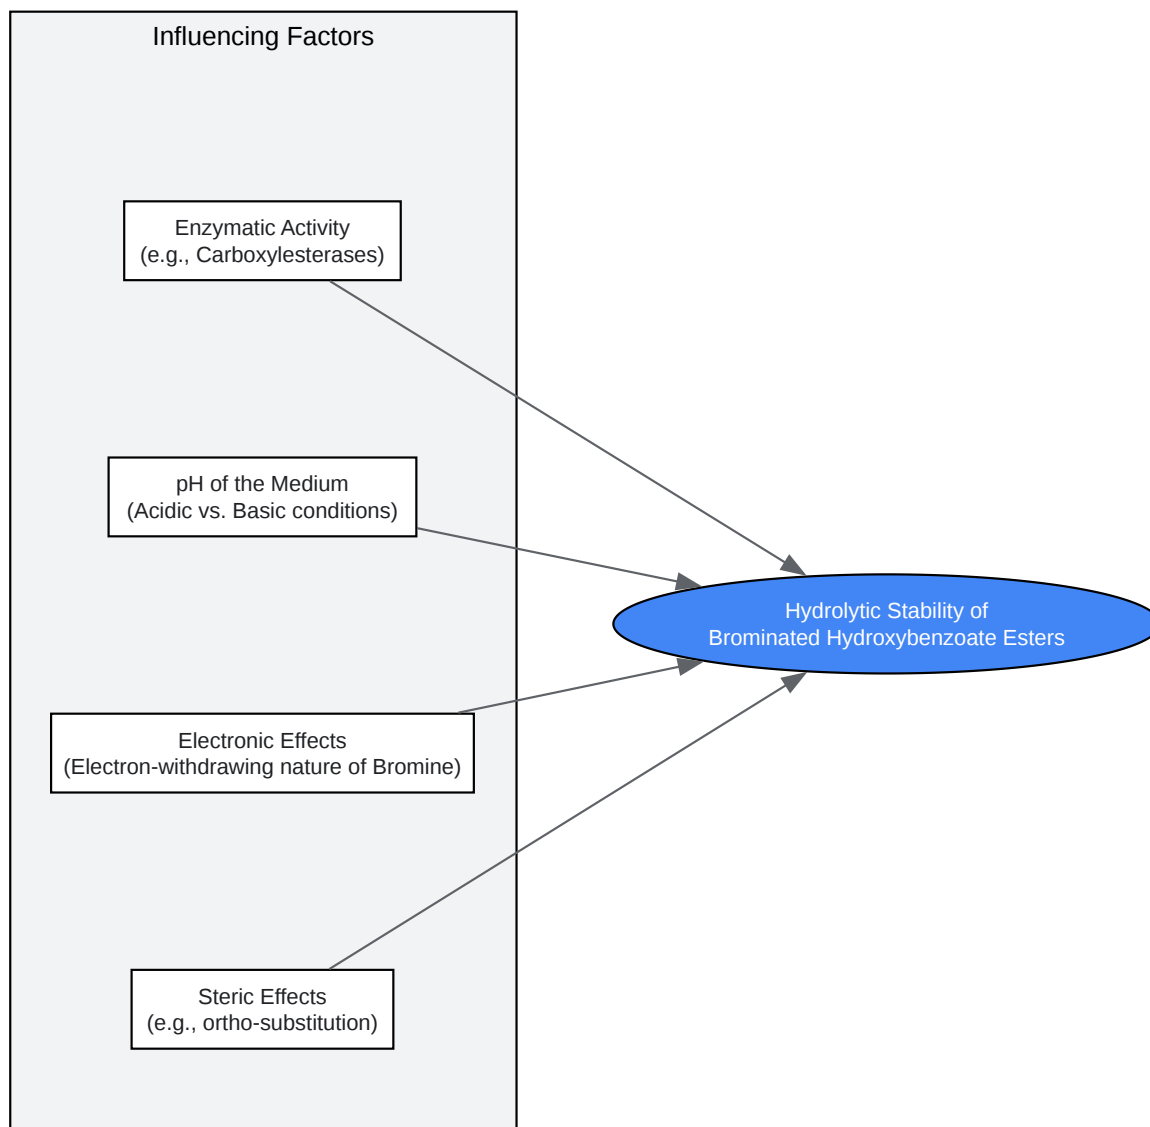 Influencing Factors
Enzymatic Activity
(e.g., Carboxylesterases)
pH of the Medium
(Acidic vs. Basic conditions)
Hydrolytic Stability of
Brominated Hydroxybenzoate Esters
Electronic Effects
(Electron-withdrawing nature of Bromine)
Steric Effects
(e.g., ortho-substitution)